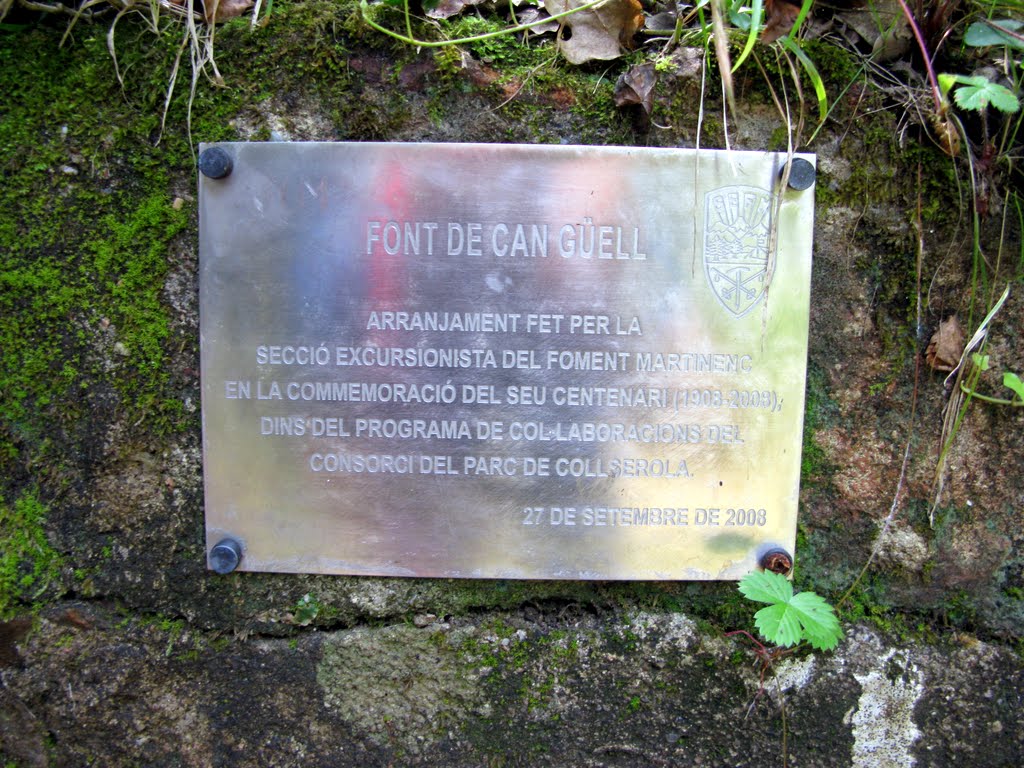 FONT DE CAN GÜELL
ARRANJAMENT FET PER LA
SECCIÓ EXCURSIONISTA DEL FOMENT MARTINENC
EN LA COMMEMORACIÓ DEL SEU CENTENARI (1908-2008),
DINS DEL PROGRAMA DE COL·LABORACIONS DEL
CONSORCI DEL PARC DE COLLSEROLA.
27 DE SETEMBRE DE 2008